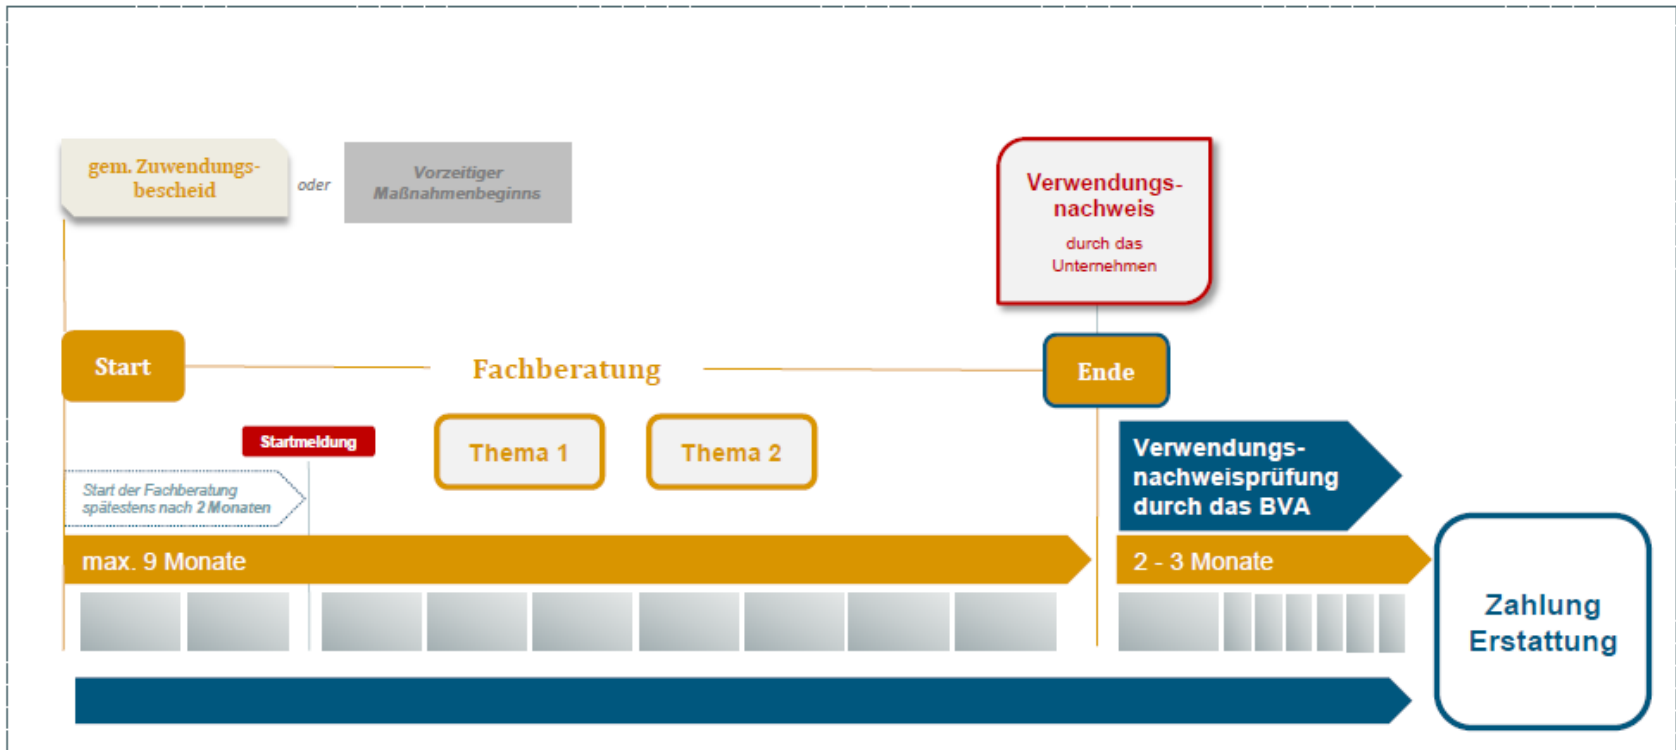 gem. Zuwendungs-
bescheid
oder
Vorzeitiger
Maßnahmenbeginns
Verwendungs-
nachweis
durch das
Unternehmen
Start
Fachberatung
Ende
Startmeldung
Thema 1
Thema 2
Start der Fachberatung
spätestens nach 2 Monaten
Verwendungs-
nachweisprüfung
durch das BVA
max. 9 Monate
2 - 3 Monate
Zahlung
Erstattung